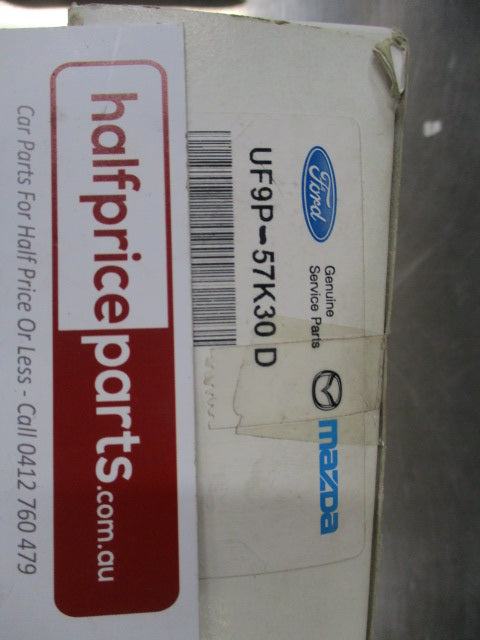 Ford
Genuine
Service Parts
mazda
UF9P-57K30 D
halfpriceparts.com.au
Car Parts For Half Price Or Less - Call 0412 760 479